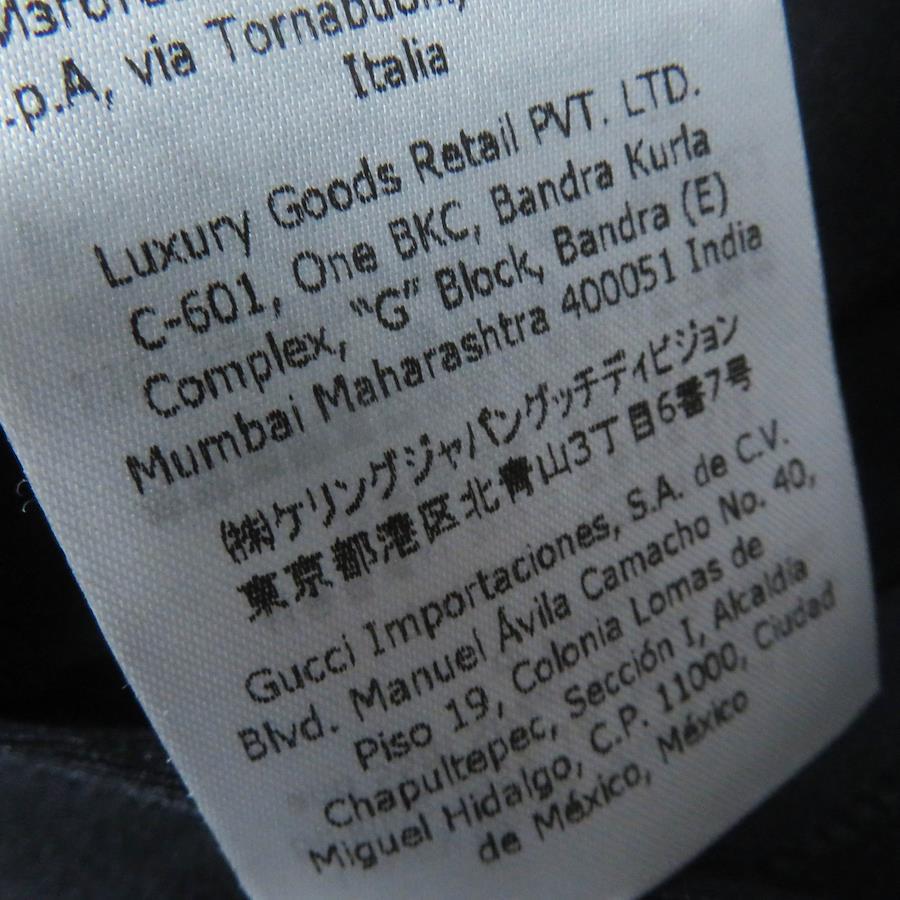 .p.A, via Tornabuoni,
Italia
Luxury Goods Retail PVT. LTD.
C-601, One BKC, Bandra Kurla
Complex, “G” Block, Bandra (E)
Mumbai Maharashtra 400051 India
㈱ケリングジャパングッチディビジョン
東京都港区北青山3丁目6番7号
Gucci Importaciones, S.A. de C.V.
Blvd. Manuel Ávila Camacho No. 40,
Piso 19, Colonia Lomas de
Chapultepec, Sección I, Alcaldía
Miguel Hidalgo, C.P. 11000, Ciudad
de México, México